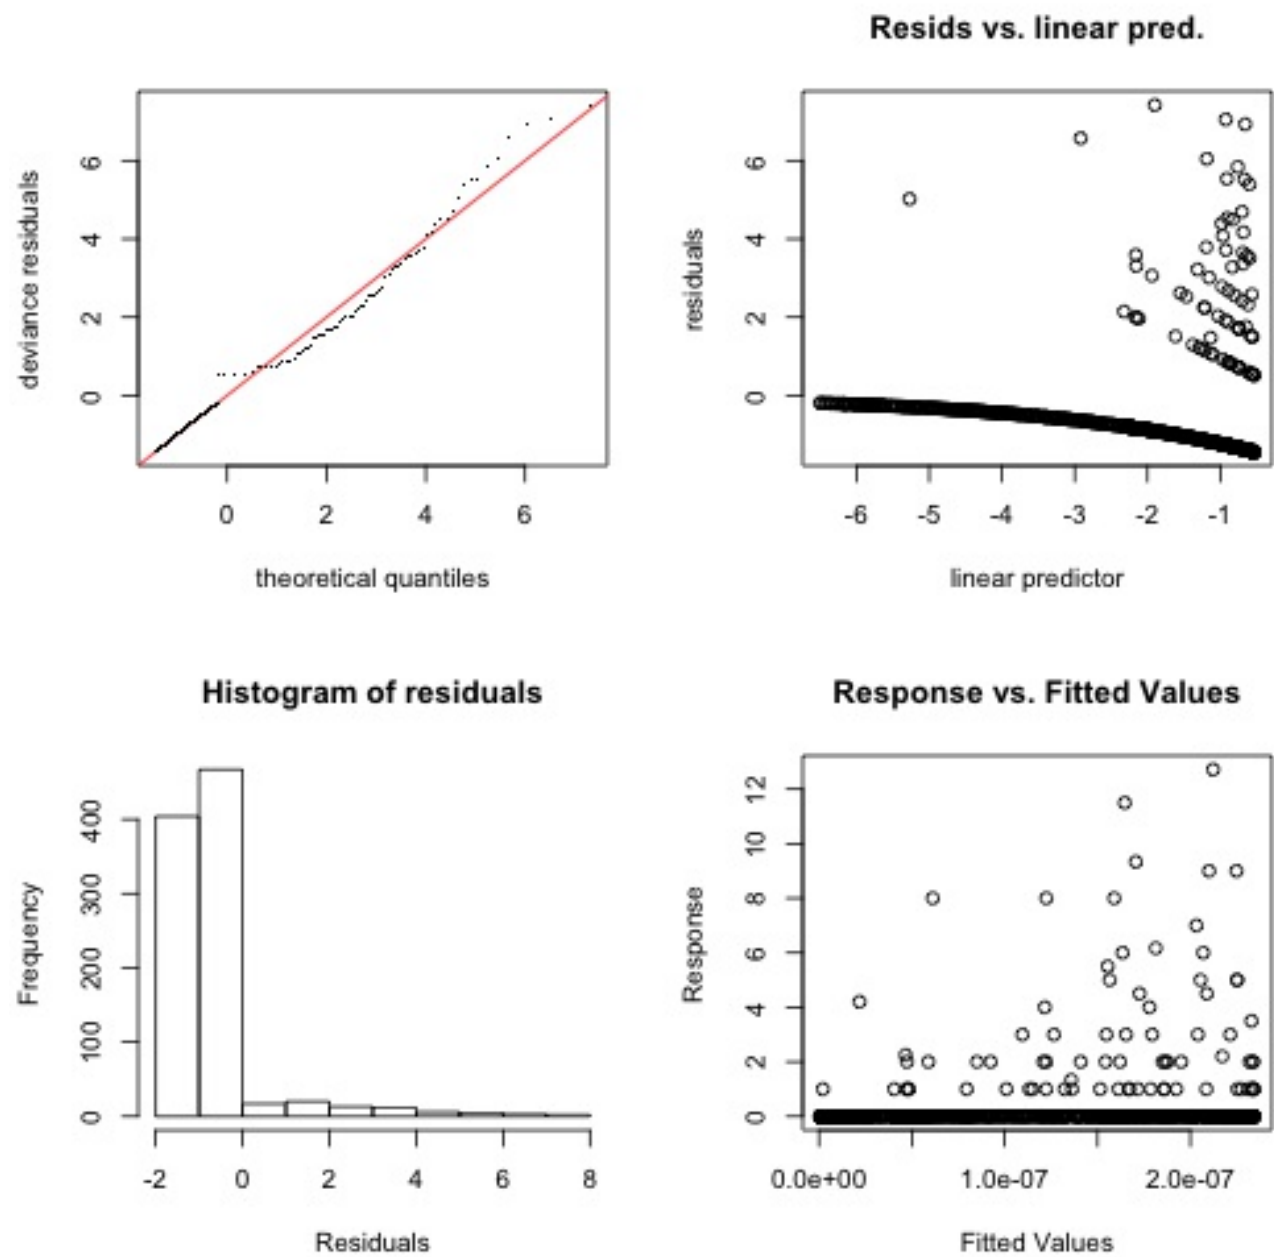 deviance residuals
6
4
2
0
0 2 4 6
theoretical quantiles
Resids vs. linear pred.
residuals
6
4
2
0
-6 -5 -4 -3 -2 -1
linear predictor
Histogram of residuals
Frequency
400
300
200
100
0
-2 0 2 4 6 8
Residuals
Response vs. Fitted Values
Response
12
10
8
6
4
2
0
0.0e+00 1.0e-07 2.0e-07
Fitted Values